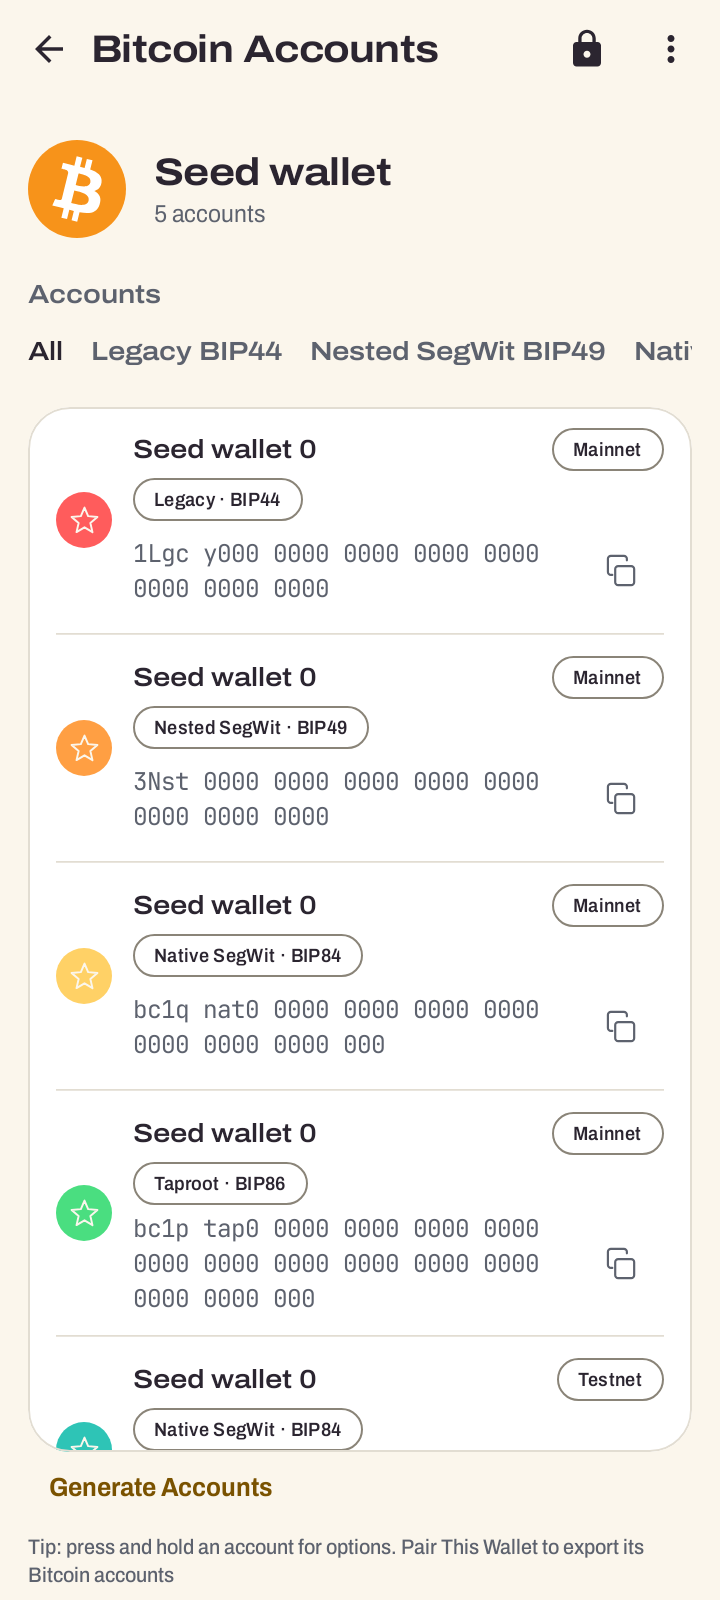 Bitcoin Accounts
Seed wallet
5 accounts
Accounts
All Legacy BIP44 Nested SegWit BIP49 Nati
Seed wallet 0 Mainnet
Legacy · BIP44
1Lgc y000 0000 0000 0000 0000
0000 0000 0000
Seed wallet 0 Mainnet
Nested SegWit · BIP49
3Nst 0000 0000 0000 0000 0000
0000 0000 0000
Seed wallet 0 Mainnet
Native SegWit · BIP84
bc1q nat0 0000 0000 0000 0000
0000 0000 0000 000
Seed wallet 0 Mainnet
Taproot · BIP86
bc1p tap0 0000 0000 0000 0000
0000 0000 0000 0000 0000 0000
0000 0000 000
Seed wallet 0 Testnet
Native SegWit · BIP84
Generate Accounts
Tip: press and hold an account for options. Pair This Wallet to export its
Bitcoin accounts